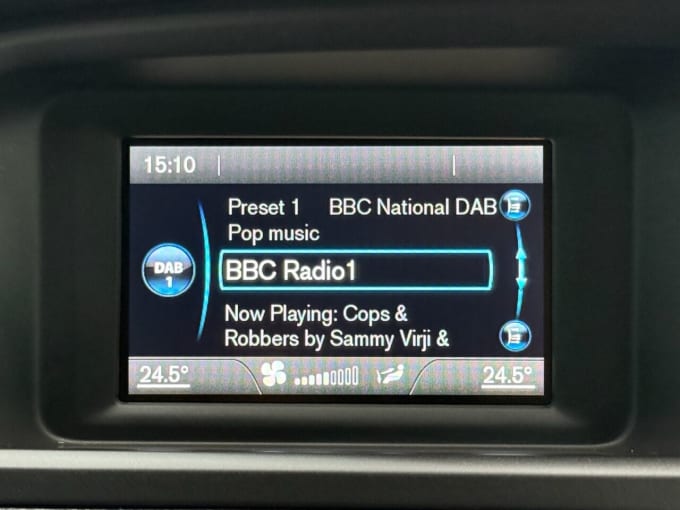 15:10
Preset 1 BBC National DAB
Pop music
DAB
1
BBC Radio1
Now Playing: Cops &
Robbers by Sammy Virji &
24.5° 24.5°